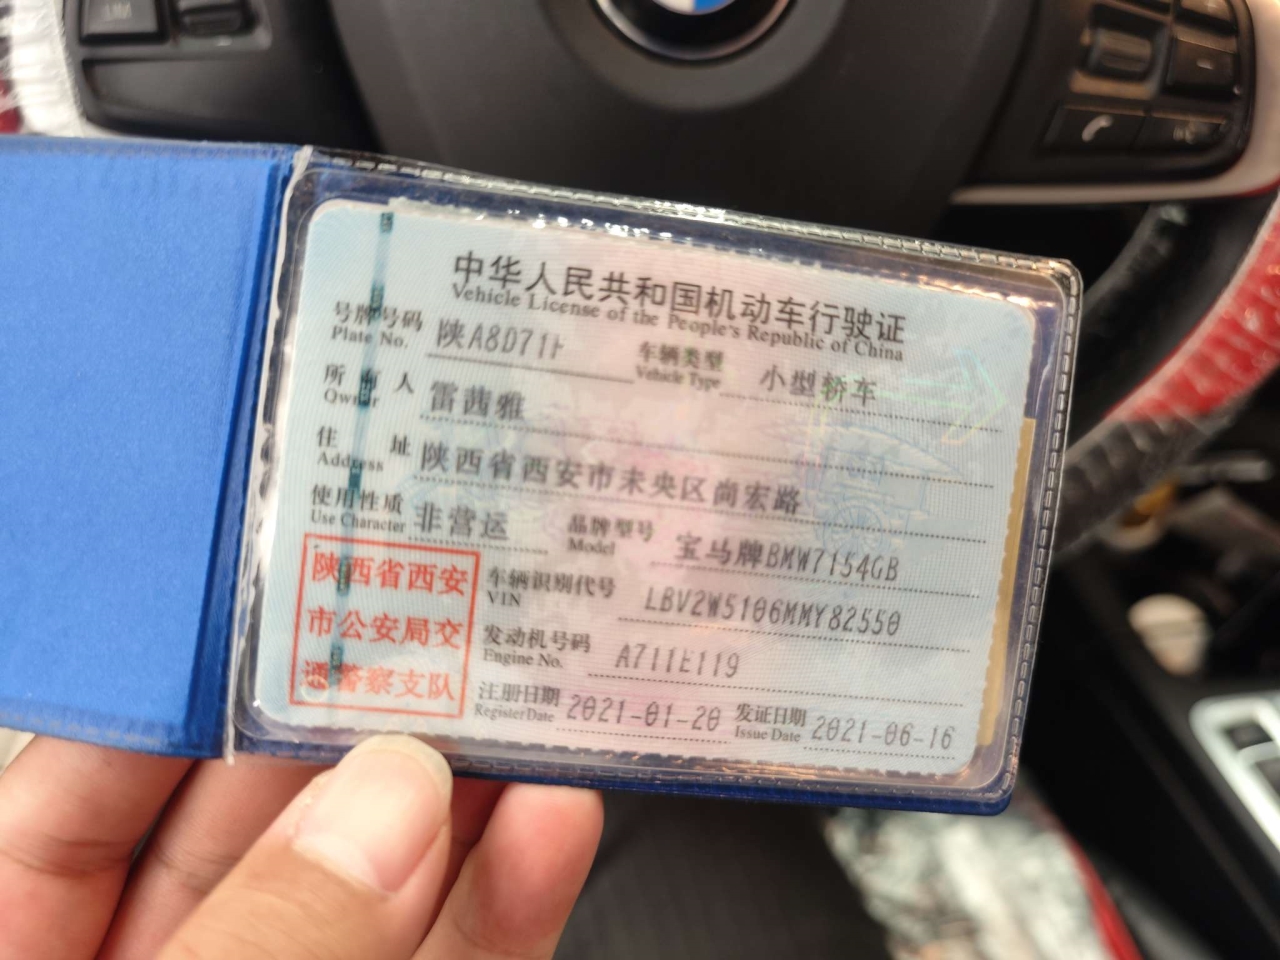 中华人民共和国机动车行驶证
Vehicle License of the People's Republic of China
号牌号码 陕A8D71 车辆类型 小型轿车
Plate No. Vehicle Type
所有人 雷茜雅
Owner
住址 陕西省西安市未央区尚宏路
Address
使用性质 非营运 品牌型号 宝马牌BMW7154GB
Use Character Model
陕西省西安
市公安局交
通警察支队
车辆识别代号 LBV2W5106MMY82550
VIN
发动机号码 A711E119
Engine No.
注册日期 2021-01-20 发证日期 2021-06-16
Register Date Issue Date